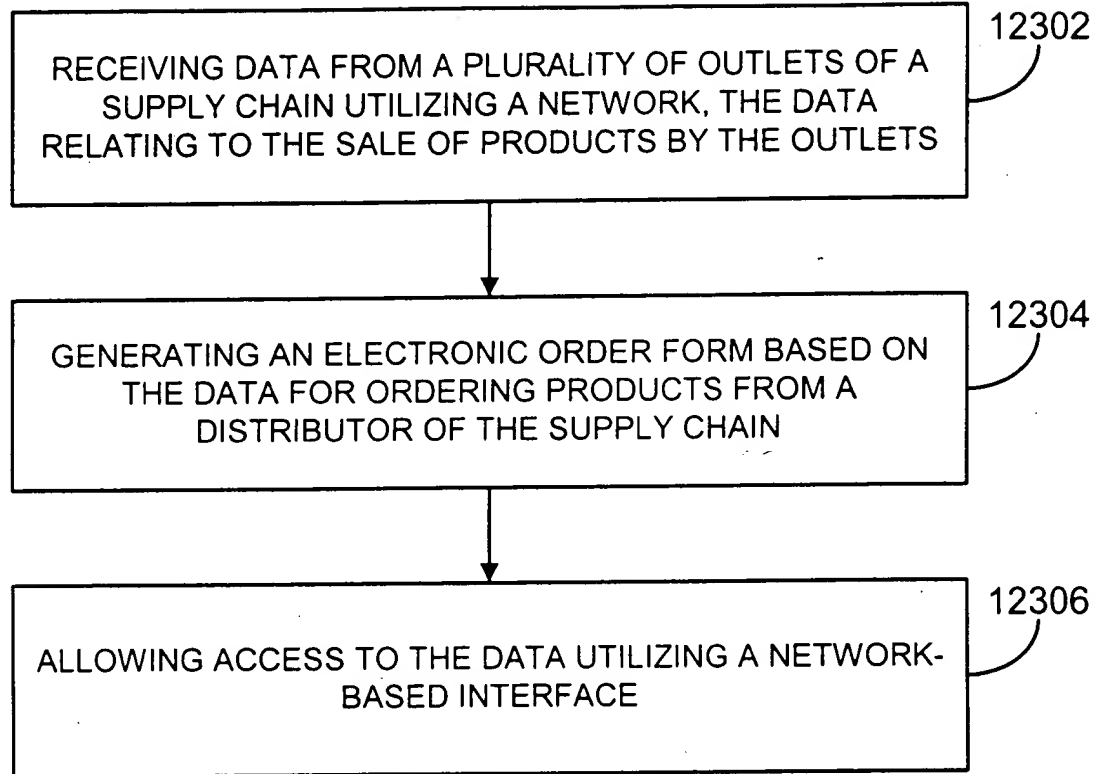 12302
RECEIVING DATA FROM A PLURALITY OF OUTLETS OF A
SUPPLY CHAIN UTILIZING A NETWORK, THE DATA
RELATING TO THE SALE OF PRODUCTS BY THE OUTLETS
12304
GENERATING AN ELECTRONIC ORDER FORM BASED ON
THE DATA FOR ORDERING PRODUCTS FROM A
DISTRIBUTOR OF THE SUPPLY CHAIN
12306
ALLOWING ACCESS TO THE DATA UTILIZING A NETWORK-
BASED INTERFACE